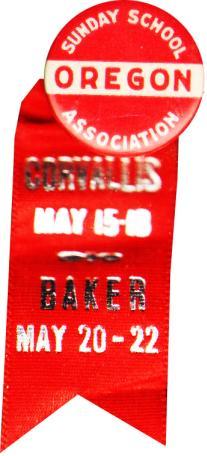 SUNDAY SCHOOL
OREGON
ASSOCIATION
CORVALLIS
MAY 15-18
BAKER
MAY 20-22